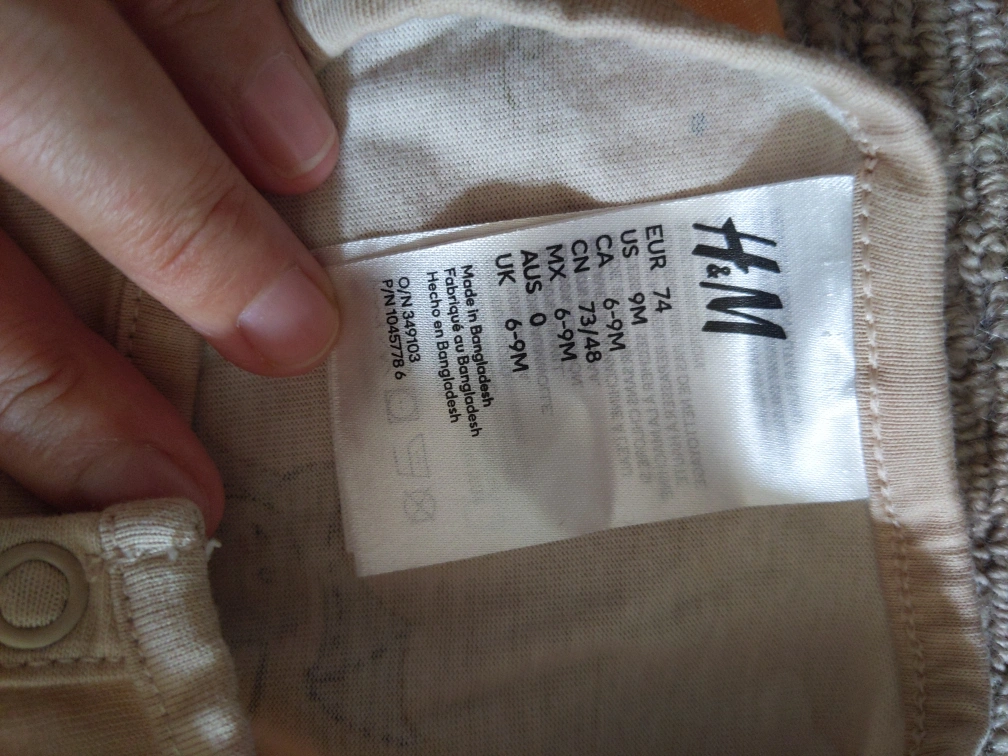 H&M
EUR 74
US 9M
CA 6-9M
CN 73/48
MX 6-9M
AUS 0
UK 6-9M
Made in Bangladesh
Fabriqué au Bangladesh
Hecho en Bangladesh
O/N 349103
P/N 1045778 6